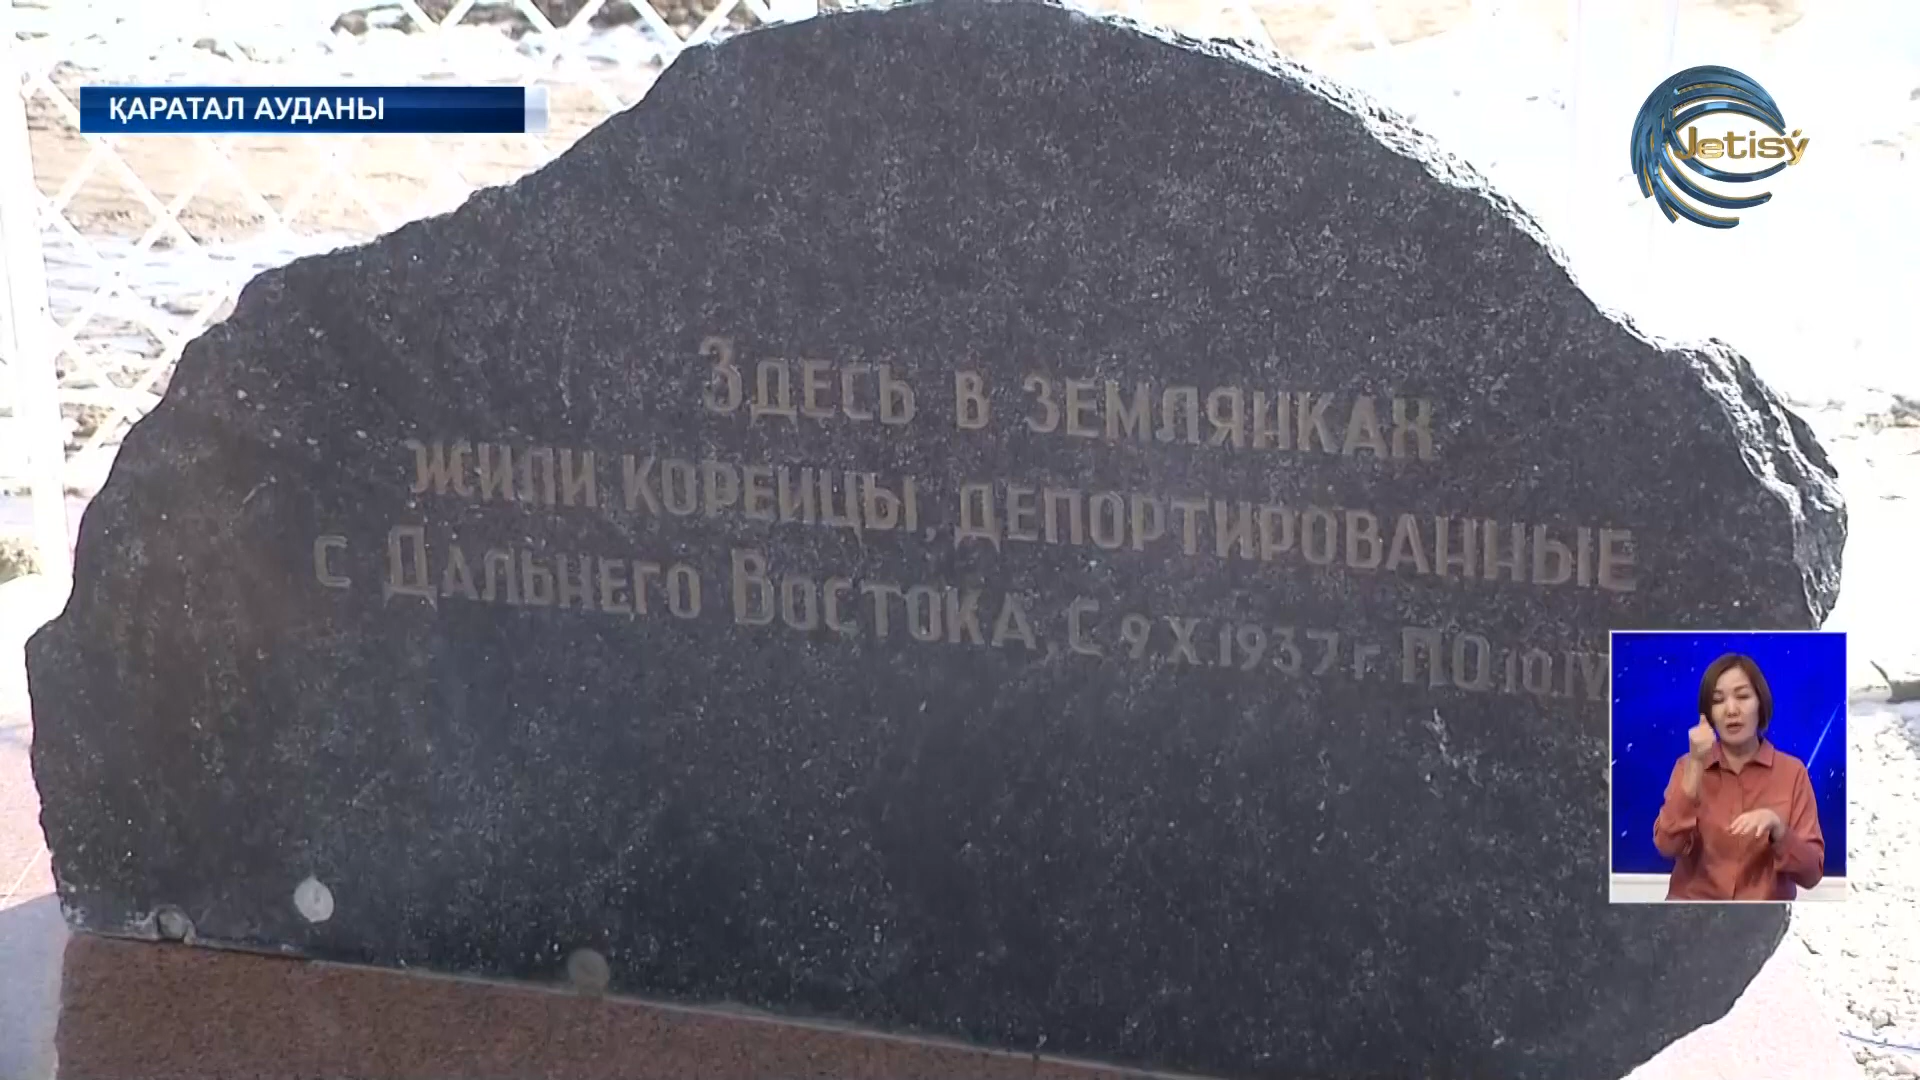 ҚАРАТАЛ АУДАНЫ
Jetisý
Здесь в землянках
жили корейцы, депортированные
с Дальнего Востока, с 9.X.1937 г. по 10.IV